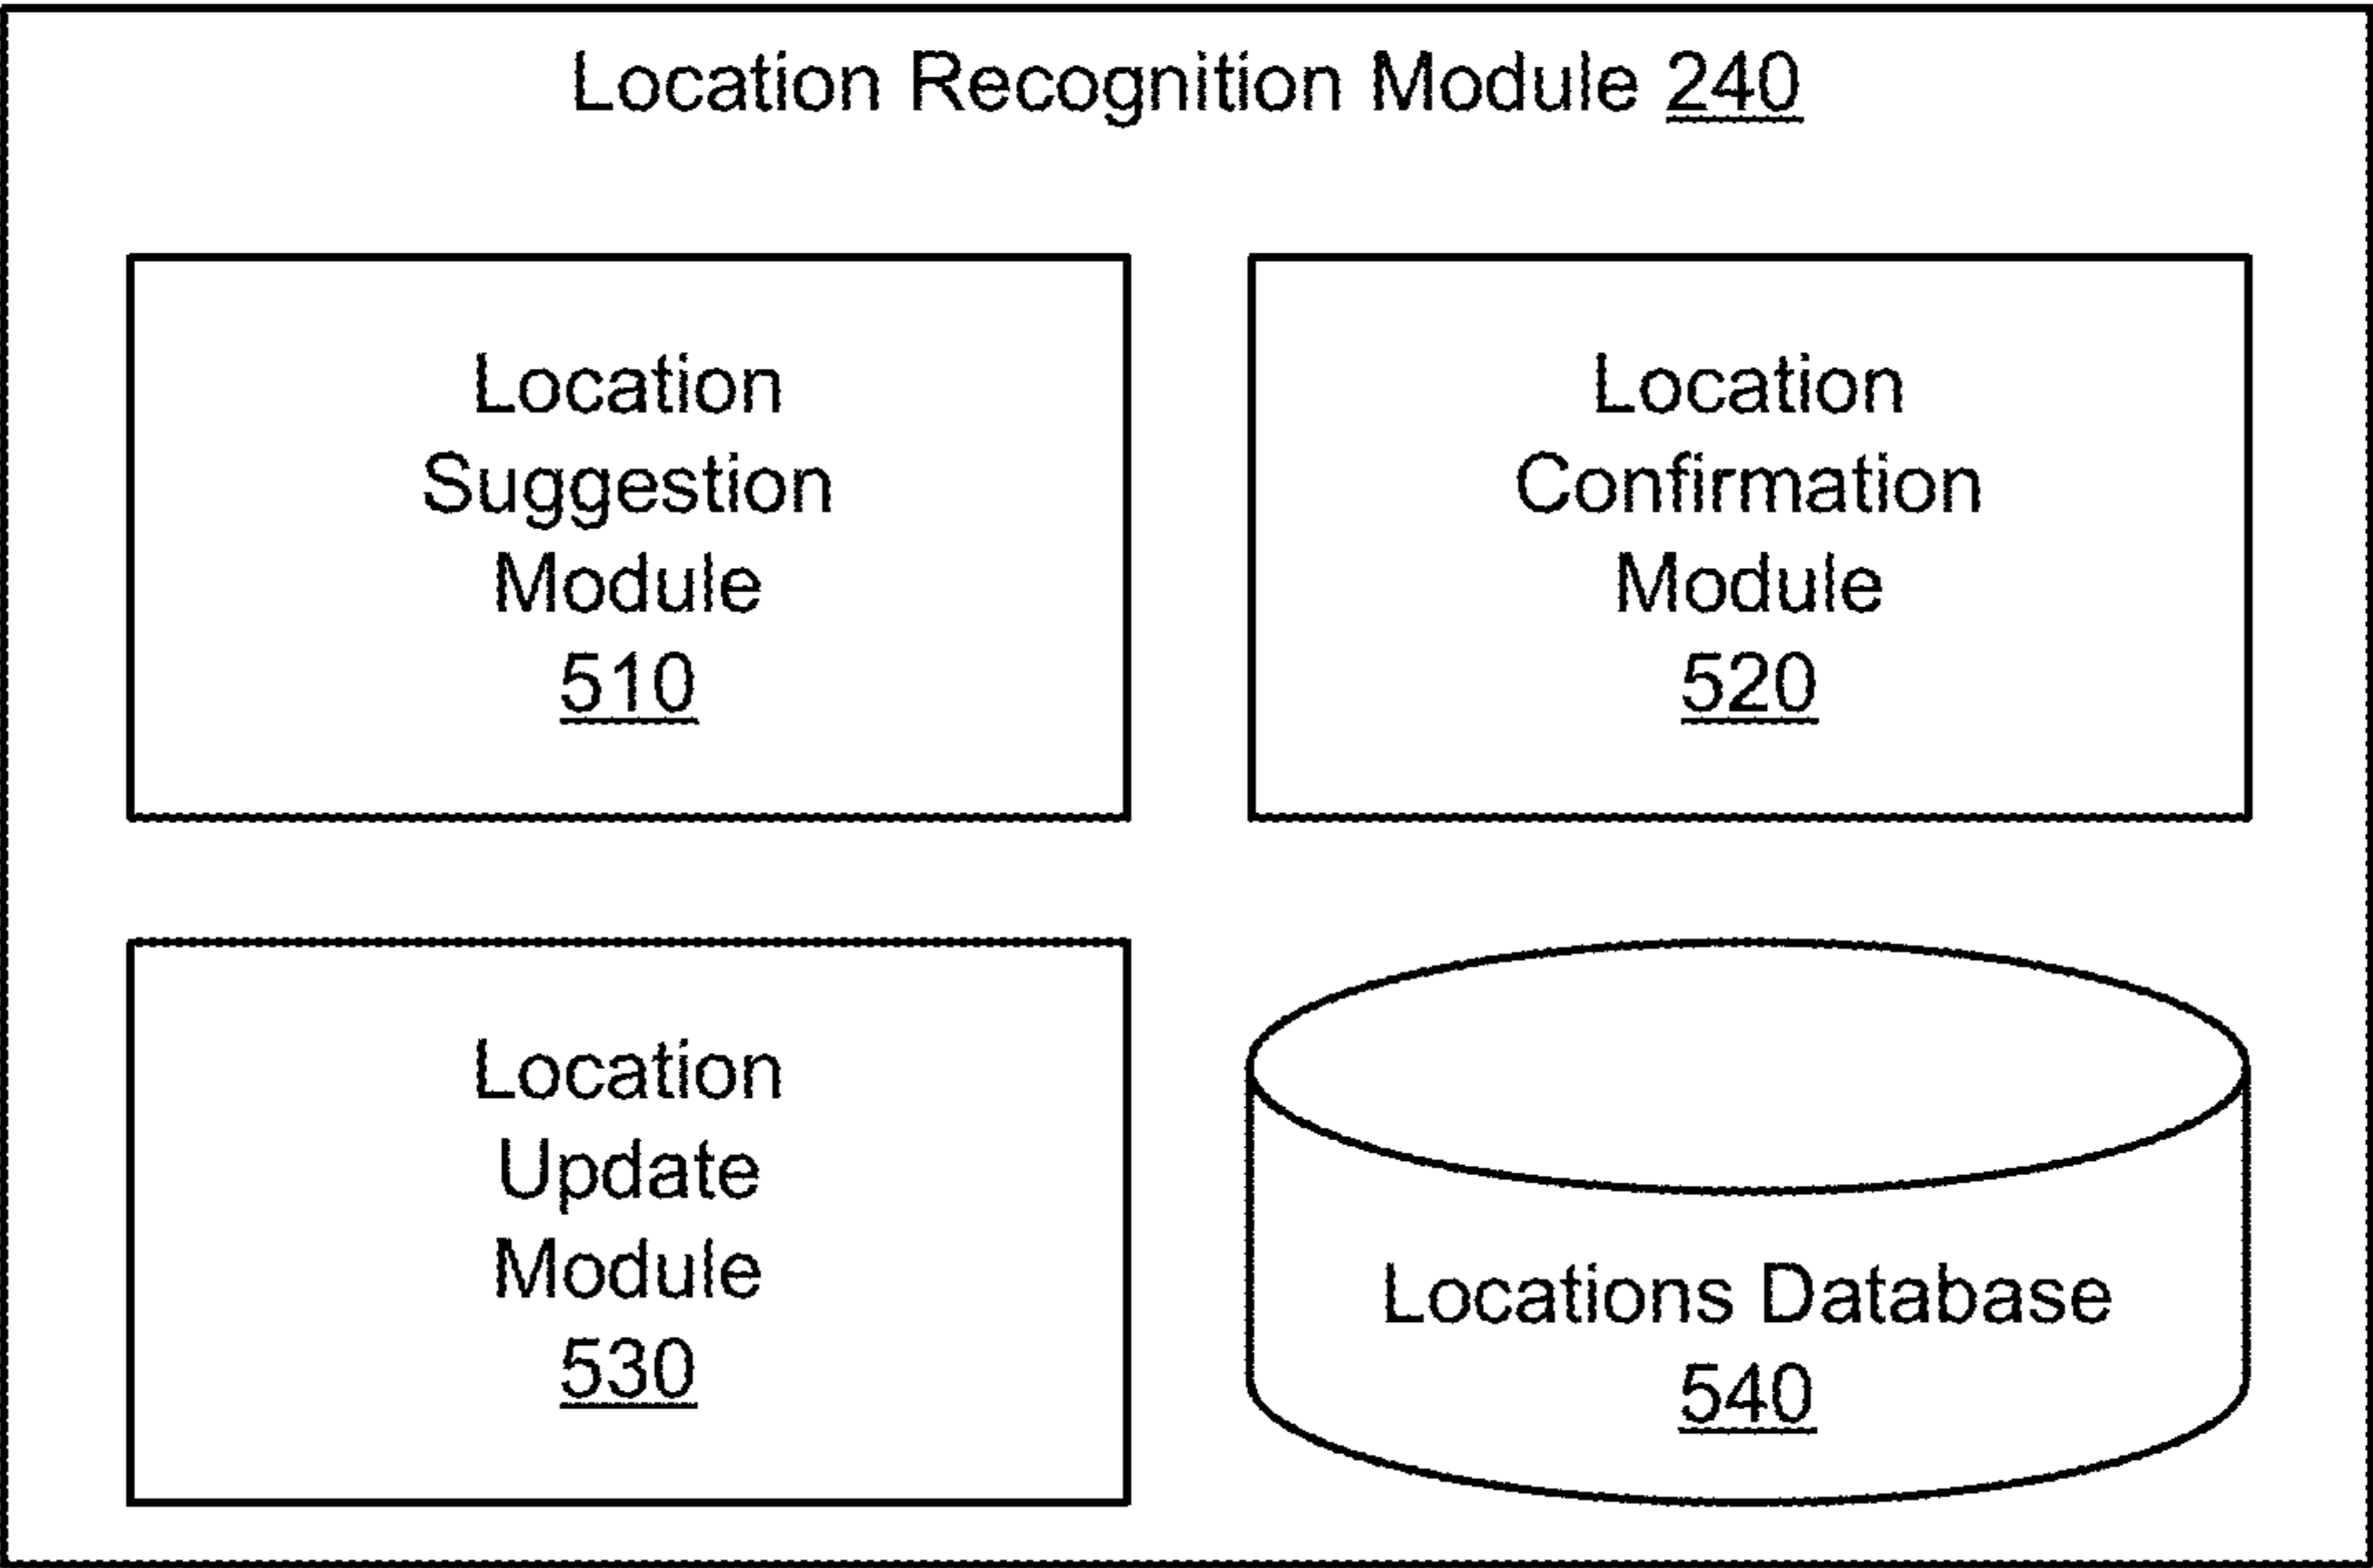 Location Recognition Module 240
Location
Suggestion
Module
510
Location
Confirmation
Module
520
Location
Update
Module
530
Locations Database
540